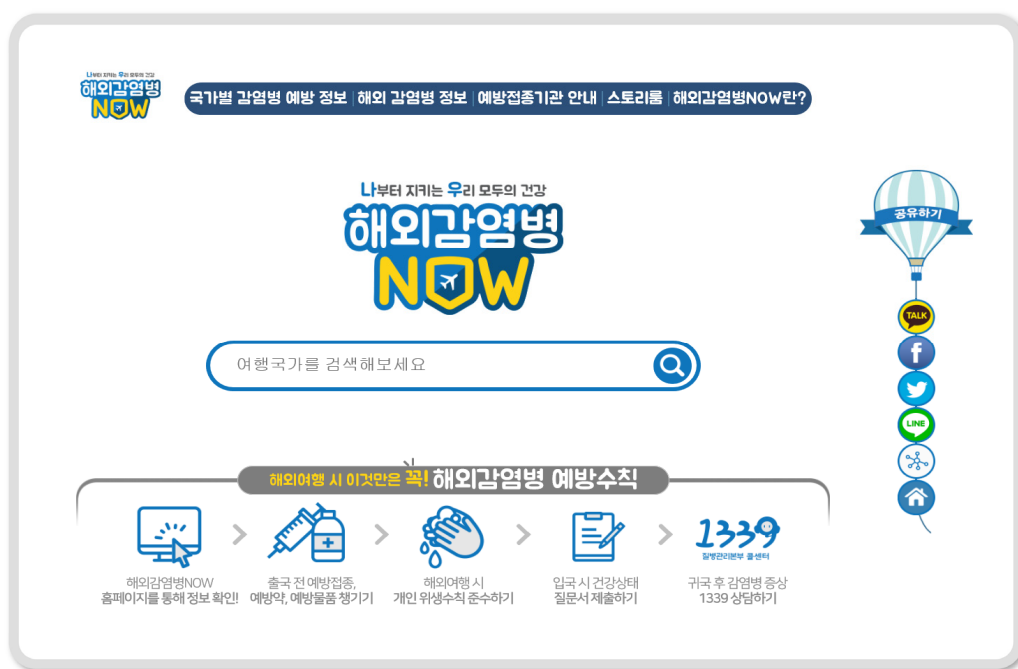 나부터 지키는 우리 모두의 건강
해외감염병
NOW
국가별 감염병 예방 정보 | 해외 감염병 정보 | 예방접종기관 안내 | 스토리룸 | 해외감염병NOW란?
나부터 지키는 우리 모두의 건강
해외감염병
NOW
공유하기
TALK
f
LINE
여행국가를 검색해보세요
해외여행 시 이것만은 꼭! 해외감염병 예방수칙
해외감염병NOW
홈페이지를 통해 정보 확인!
출국 전 예방접종,
예방약, 예방물품 챙기기
해외여행 시
개인 위생수칙 준수하기
입국 시 건강상태
질문서 제출하기
1339
질병관리본부 콜센터
귀국 후 감염병 증상
1339 상담하기